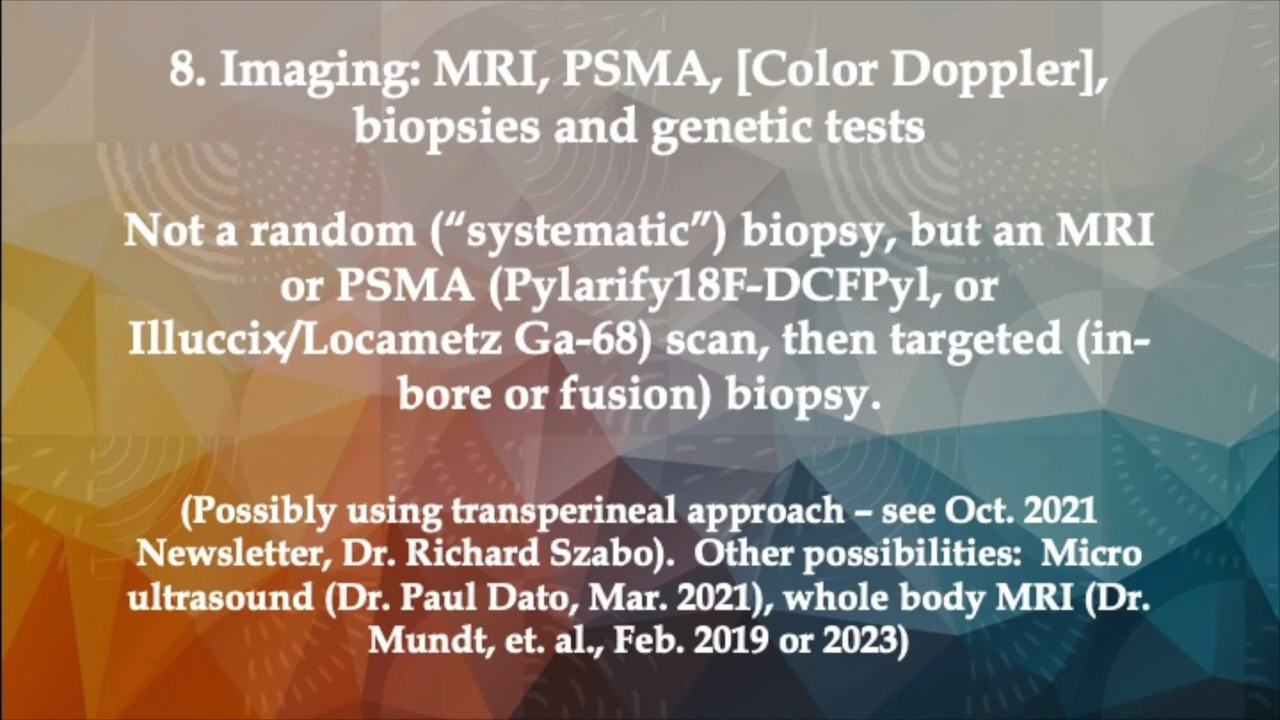 8. Imaging: MRI, PSMA, [Color Doppler],
biopsies and genetic tests
Not a random (“systematic”) biopsy, but an MRI
or PSMA (Pylarify18F-DCFPyl, or
Illuccix/Locametz Ga-68) scan, then targeted (in-
bore or fusion) biopsy.
(Possibly using transperineal approach – see Oct. 2021
Newsletter, Dr. Richard Szabo).  Other possibilities:  Micro
ultrasound (Dr. Paul Dato, Mar. 2021), whole body MRI (Dr.
Mundt, et. al., Feb. 2019 or 2023)